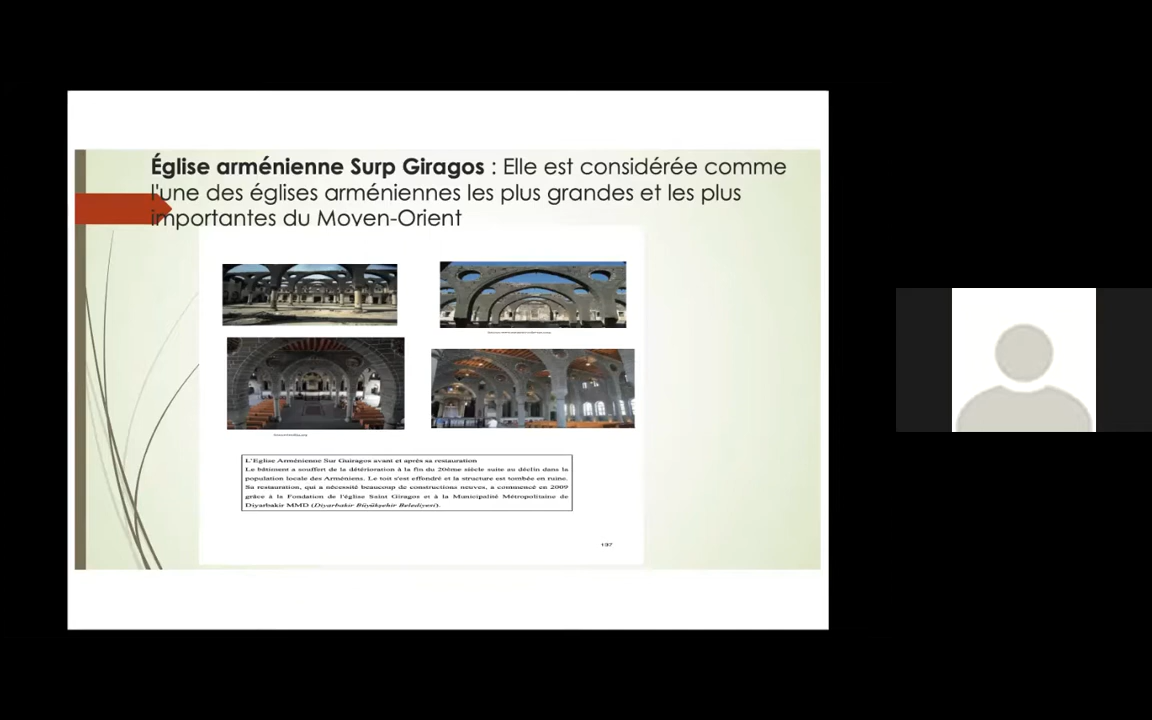 Église arménienne Surp Giragos : Elle est considérée comme
l'une des églises arméniennes les plus grandes et les plus
importantes du Moyen-Orient
L'Eglise Arménienne Sur Guiragos avant et après sa restauration
Le bâtiment a souffert de la détérioration à la fin du 20ème siècle suite au déclin dans la
population locale des Arméniens. Le toit s'est effondré et la structure est tombée en ruine.
Sa restauration, qui a nécessité beaucoup de constructions neuves, a commencé en 2009
grâce à la Fondation de l'église Saint Giragos et à la Municipalité Métropolitaine de
Diyarbakir MMD (Diyarbakir Büyükşehir Belediyesi).
137